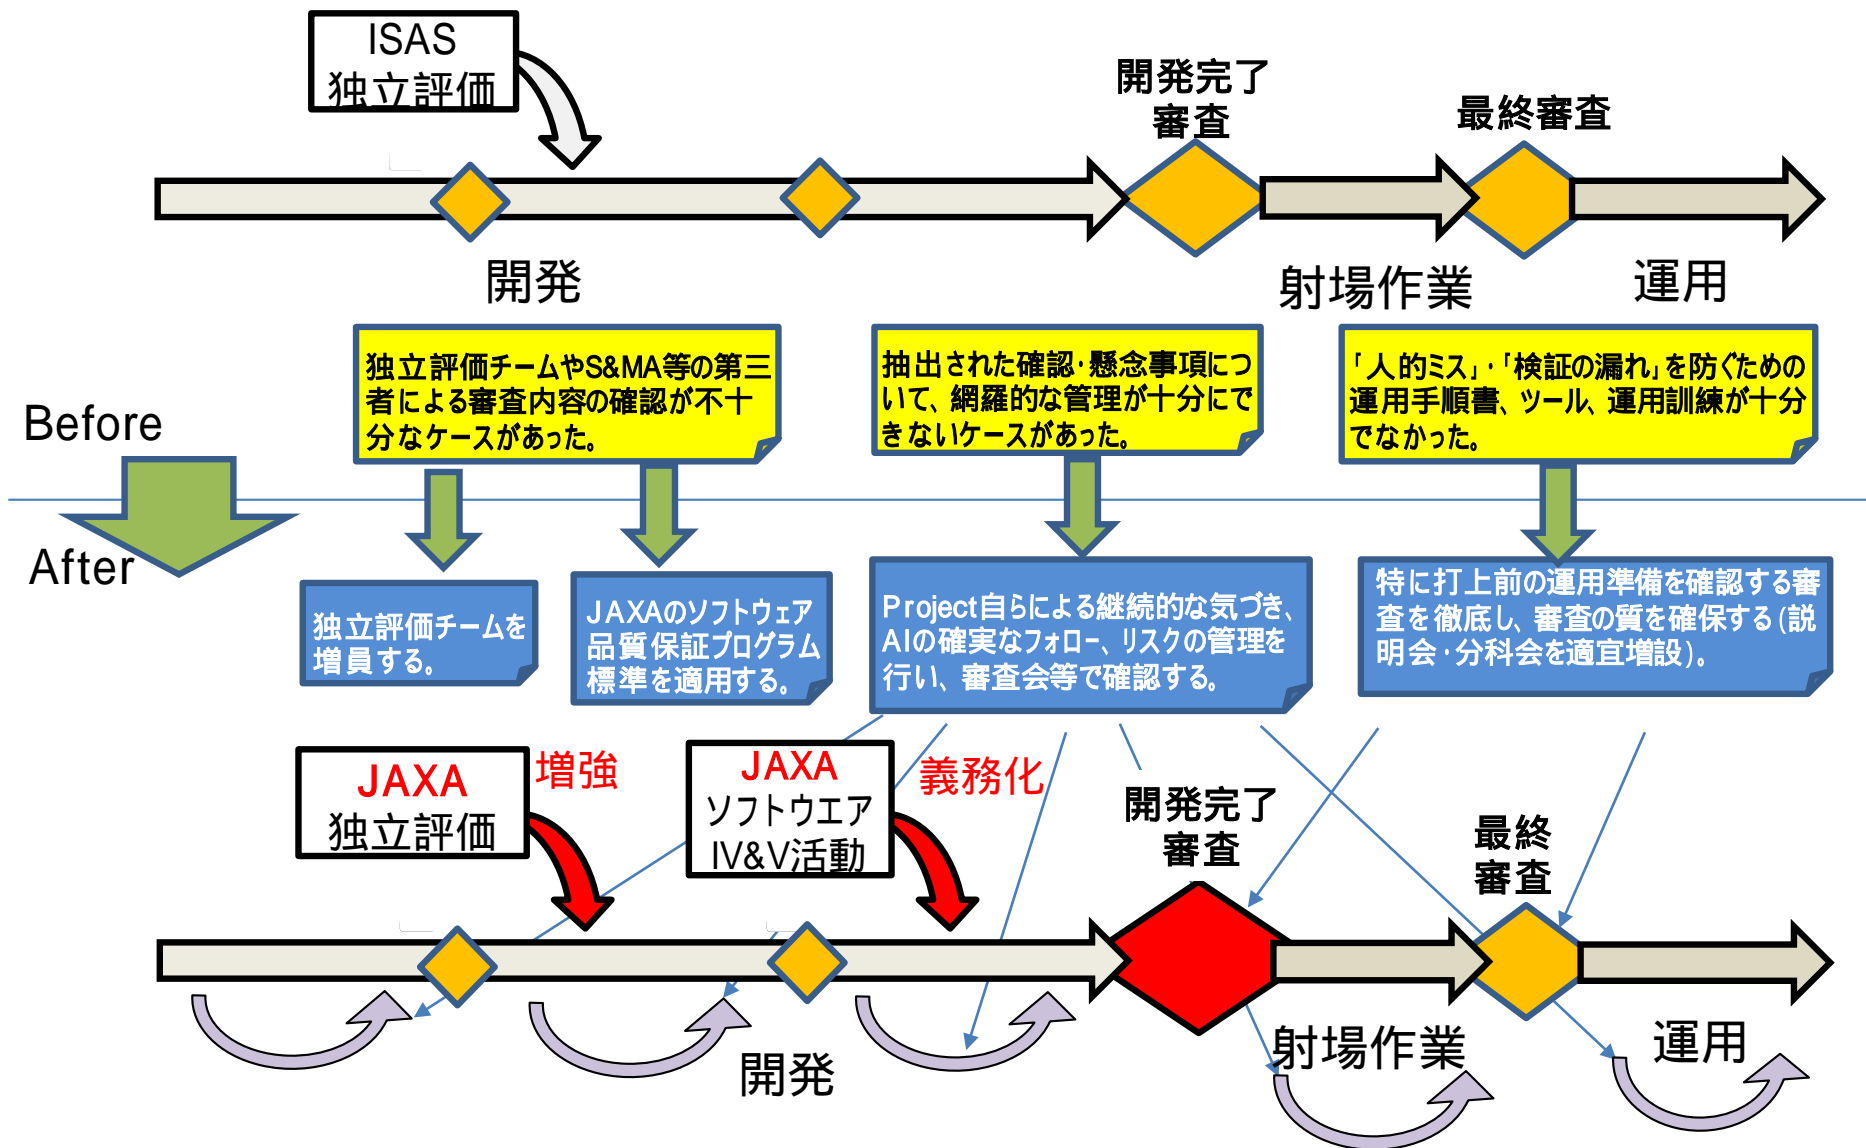 ISAS
独立評価
開発完了
審査
最終審査
開発
射場作業
運用
Before
独立評価チームやS&MA等の第三
者による審査内容の確認が不十
分なケースがあった。
抽出された確認・懸念事項につ
いて、網羅的な管理が十分にで
きないケースがあった。
「人的ミス」・「検証の漏れ」を防ぐための
運用手順書、ツール、運用訓練が十分
でなかった。
After
独立評価チームを
増員する。
JAXAのソフトウェア
品質保証プログラム
標準を適用する。
Project自らによる継続的な気づき、
AIの確実なフォロー、リスクの管理を
行い、審査会等で確認する。
特に打上前の運用準備を確認する審
査を徹底し、審査の質を確保する(説
明会・分科会を適宜増設)。
JAXA
独立評価
増強
JAXA
ソフトウエア
IV&V活動
義務化
開発完了
審査
最終
審査
開発
射場作業
運用